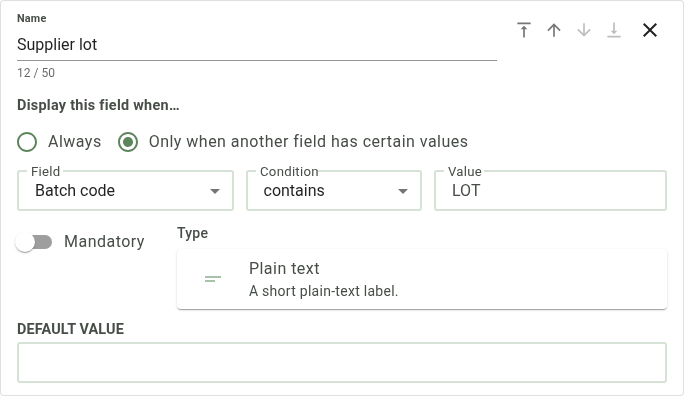 Name
Supplier lot
12 / 50
Display this field when...
Always
Only when another field has certain values
Field
Batch code
Condition
contains
Value
LOT
Mandatory
Type
Plain text
A short plain-text label.
DEFAULT VALUE